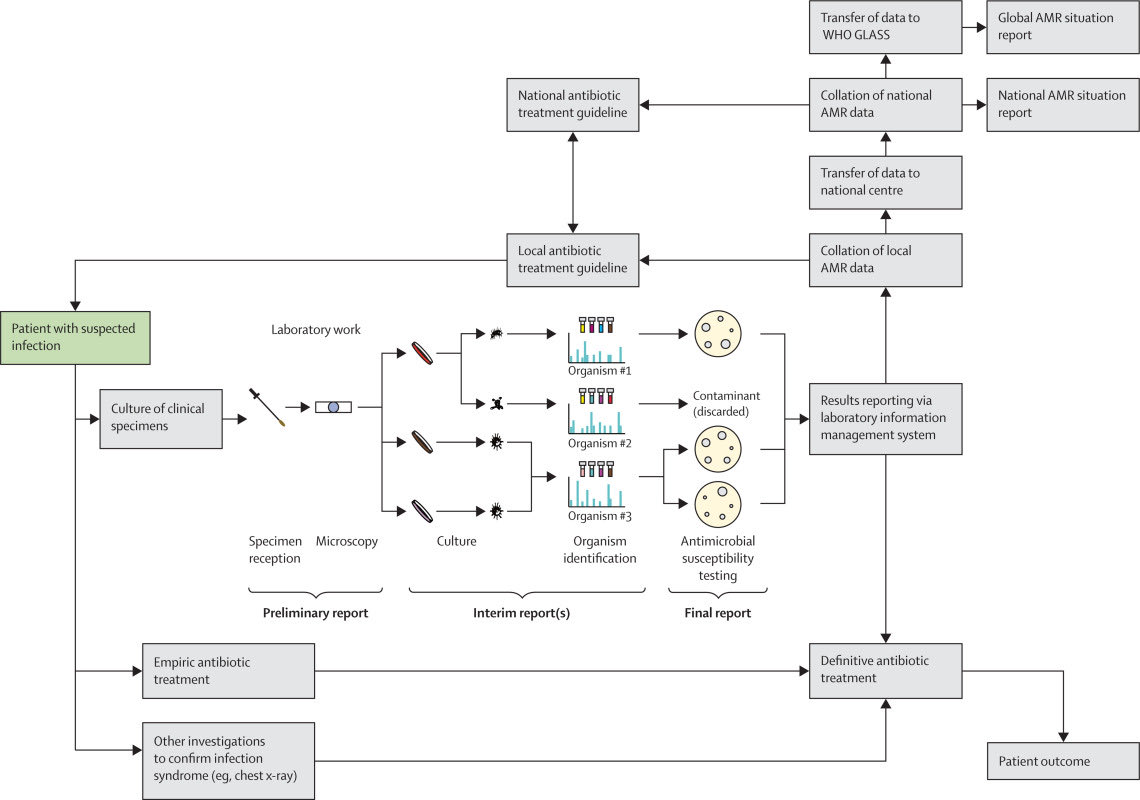 Transfer of data to
WHO GLASS
Global AMR situation
report
National antibiotic
treatment guideline
Collation of national
AMR data
National AMR situation
report
Transfer of data to
national centre
Local antibiotic
treatment guideline
Collation of local
AMR data
Patient with suspected
infection
Laboratory work
Organism #1
Culture of clinical
specimens
Contaminant
(discarded)
Organism #2
Results reporting via
laboratory information
management system
Organism #3
Specimen
reception
Microscopy
Culture
Organism
identification
Antimicrobial
susceptibility
testing
Preliminary report
Interim report(s)
Final report
Empiric antibiotic
treatment
Definitive antibiotic
treatment
Other investigations
to confirm infection
syndrome (eg, chest x-ray)
Patient outcome